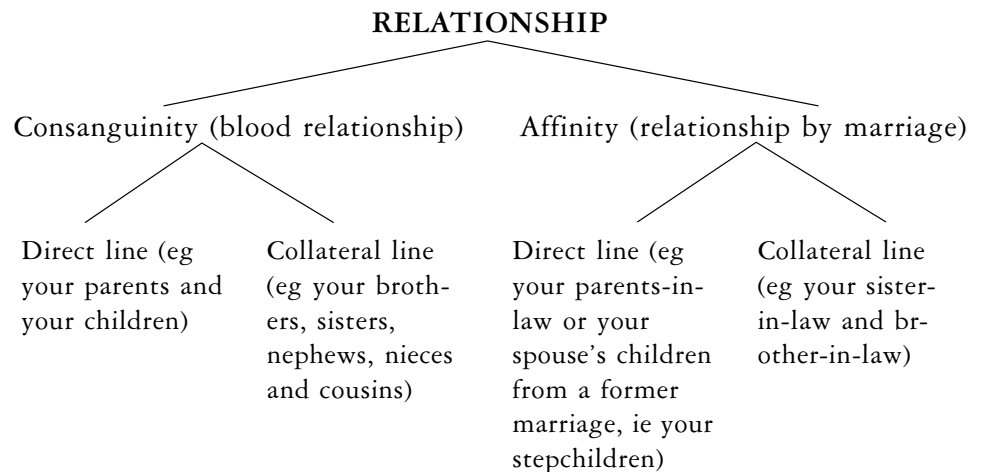 RELATIONSHIP
Consanguinity (blood relationship)
Affinity (relationship by marriage)
Direct line (eg
your parents and
your children)
Collateral line
(eg your broth-
ers, sisters,
nephews, nieces
and cousins)
Direct line (eg
your parents-in-
law or your
spouse's children
from a former
marriage, ie your
stepchildren)
Collateral line
(eg your sister-
in-law and br-
other-in-law)